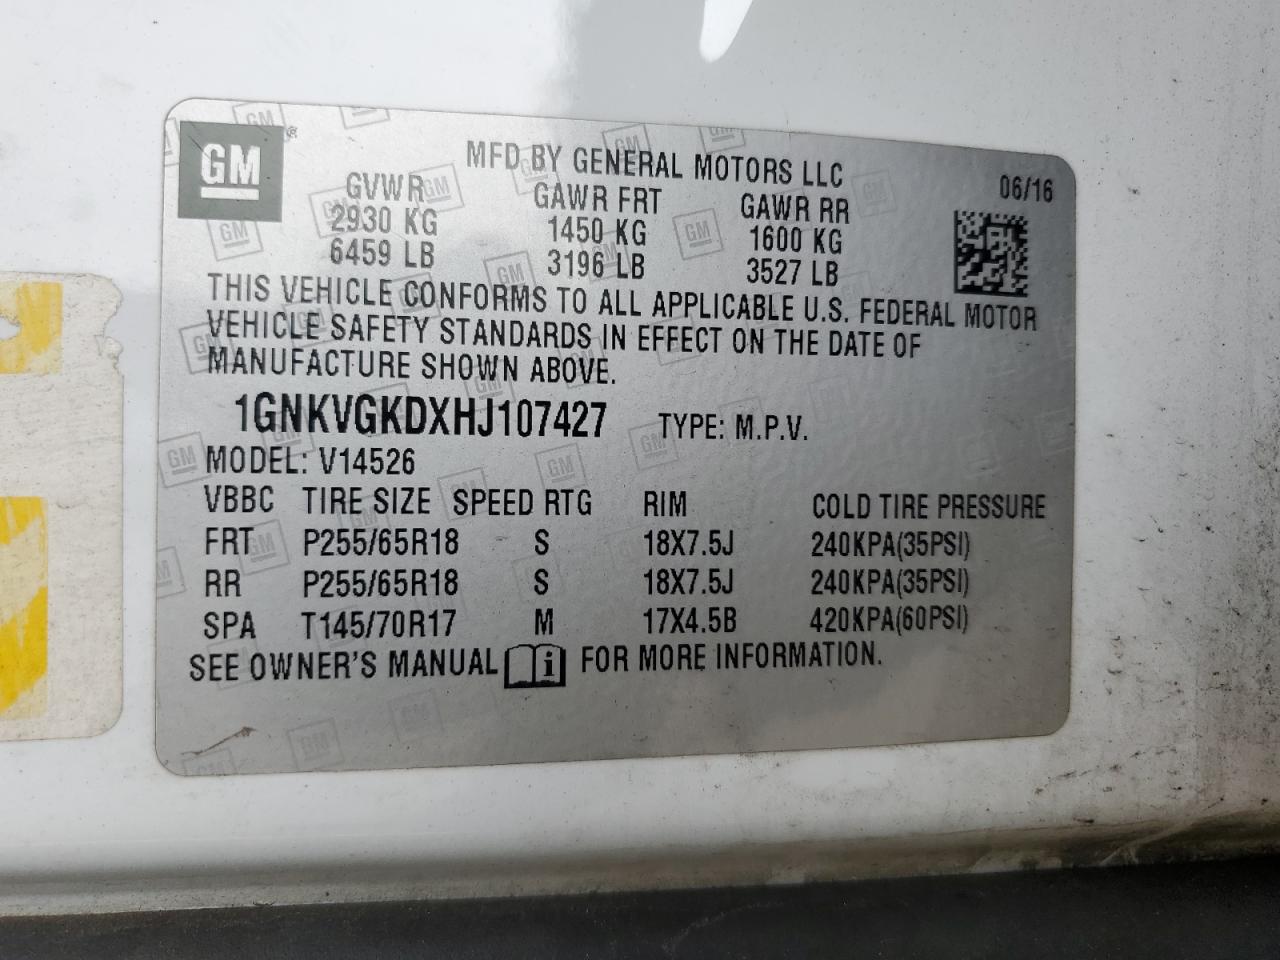 GM
MFD BY GENERAL MOTORS LLC
06/16
GVWR GAWR FRT GAWR RR
2930 KG 1450 KG 1600 KG
6459 LB 3196 LB 3527 LB
THIS VEHICLE CONFORMS TO ALL APPLICABLE U.S. FEDERAL MOTOR
VEHICLE SAFETY STANDARDS IN EFFECT ON THE DATE OF
MANUFACTURE SHOWN ABOVE.
1GNKVGKDXHJ107427 TYPE: M.P.V.
MODEL: V14526
VBBC TIRE SIZE SPEED RTG RIM COLD TIRE PRESSURE
FRT P255/65R18 S 18X7.5J 240KPA(35PSI)
RR P255/65R18 S 18X7.5J 240KPA(35PSI)
SPA T145/70R17 M 17X4.5B 420KPA(60PSI)
SEE OWNER'S MANUAL i FOR MORE INFORMATION.